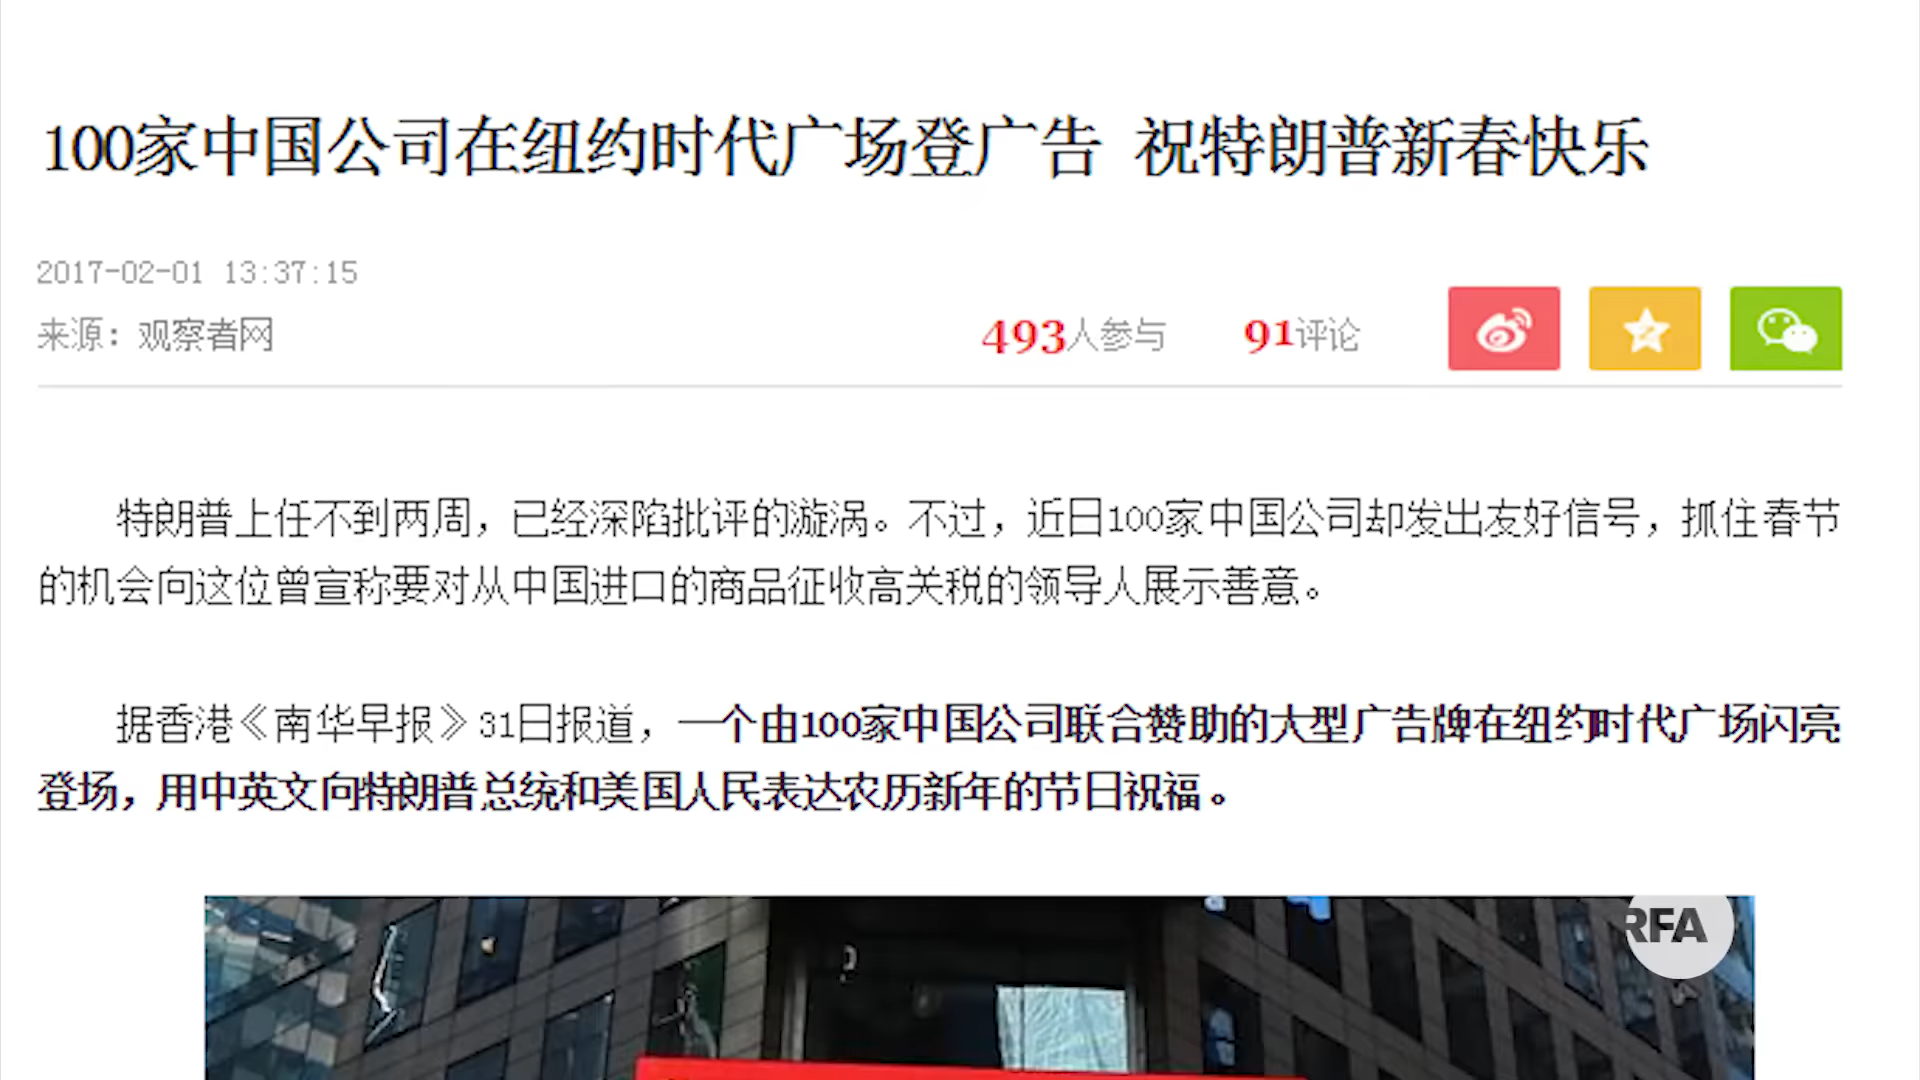 100家中国公司在纽约时代广场登广告 祝特朗普新春快乐
2017-02-01 13:37:15
来源：观察者网
493人参与 91评论
特朗普上任不到两周，已经深陷批评的漩涡。不过，近日100家中国公司却发出友好信号，抓住春节
的机会向这位曾宣称要对从中国进口的商品征收高关税的领导人展示善意。
据香港《南华早报》31日报道，一个由100家中国公司联合赞助的大型广告牌在纽约时代广场闪亮
登场，用中英文向特朗普总统和美国人民表达农历新年的节日祝福。
RFA